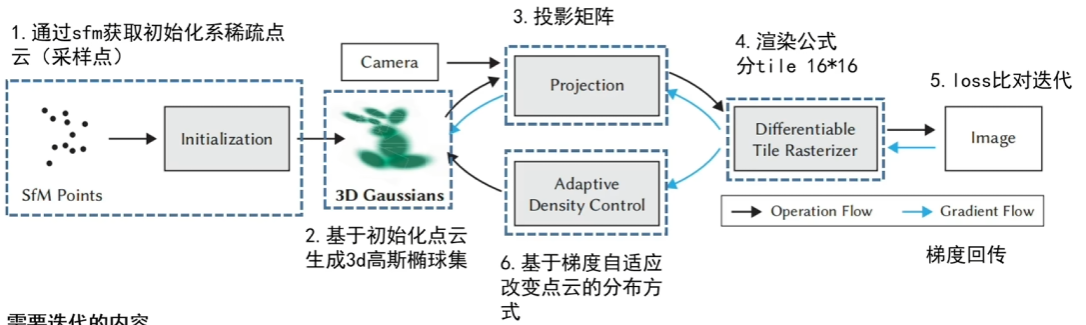 1.通过sfm获取初始化系稀疏点
云（采样点）
3.投影矩阵
4.渲染公式
分tile 16*16
5.loss比对迭代
Camera
Projection
Initialization
Differentiable
Tile Rasterizer
Image
SfM Points
3D Gaussians
Adaptive
Density Control
Operation Flow
Gradient Flow
2.基于初始化点云
生成3d高斯椭球集
6.基于梯度自适应
改变点云的分布方
式
梯度回传
需要迭代的内容